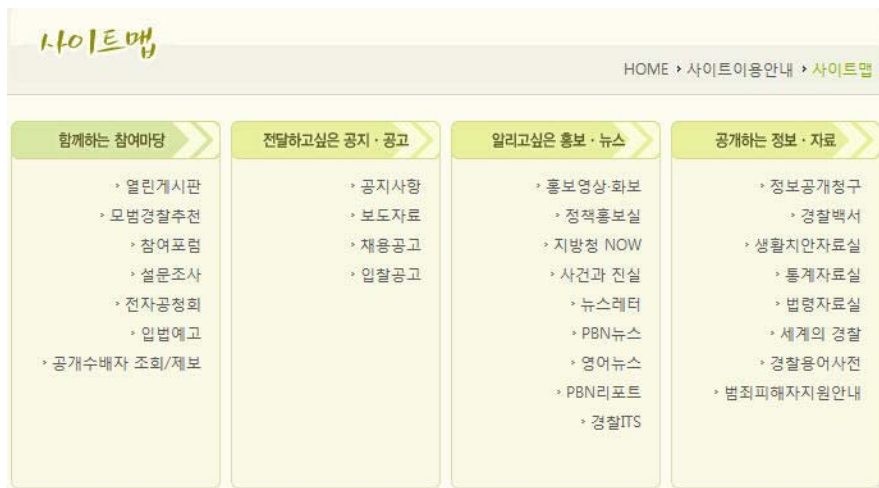 사이트맵
HOME 사이트이용안내 사이트맵
함께하는 참여마당
열린게시판
모범경찰추천
참여포럼
설문조사
전자공청회
입법예고
공개수배자 조회/제보
전달하고싶은 공지·공고
공지사항
보도자료
채용공고
입찰공고
알리고싶은 홍보·뉴스
홍보영상·화보
정책홍보실
지방청 NOW
사건과 진실
뉴스레터
PBN뉴스
영어뉴스
PBN리포트
경찰ITS
공개하는 정보·자료
정보공개청구
경찰백서
생활치안자료실
통계자료실
법령자료실
세계의 경찰
경찰용어사전
범죄피해자지원안내